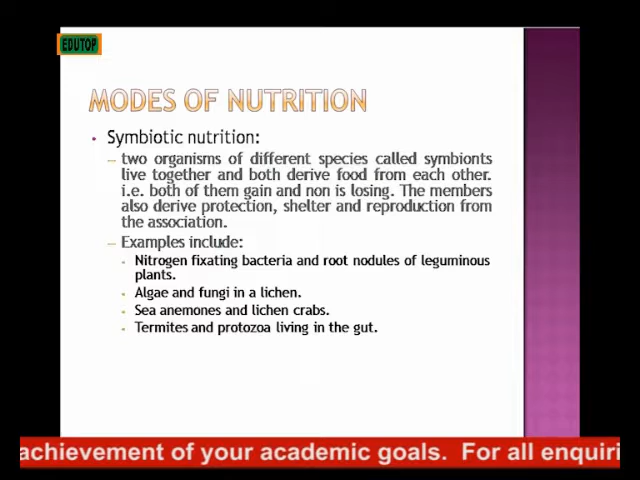 EDUTOP
MODES OF NUTRITION
• Symbiotic nutrition:
– two organisms of different species called symbionts
live together and both derive food from each other.
i.e. both of them gain and non is losing. The members
also derive protection, shelter and reproduction from
the association.
– Examples include:
• Nitrogen fixating bacteria and root nodules of leguminous
plants.
• Algae and fungi in a lichen.
• Sea anemones and lichen crabs.
• Termites and protozoa living in the gut.
achievement of your academic goals. For all enquiri